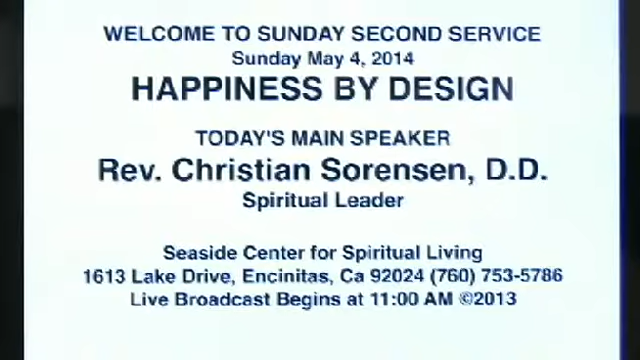 WELCOME TO SUNDAY SECOND SERVICE
Sunday May 4, 2014
HAPPINESS BY DESIGN
TODAY'S MAIN SPEAKER
Rev. Christian Sorensen, D.D.
Spiritual Leader
Seaside Center for Spiritual Living
1613 Lake Drive, Encinitas, Ca 92024 (760) 753-5786
Live Broadcast Begins at 11:00 AM ©2013